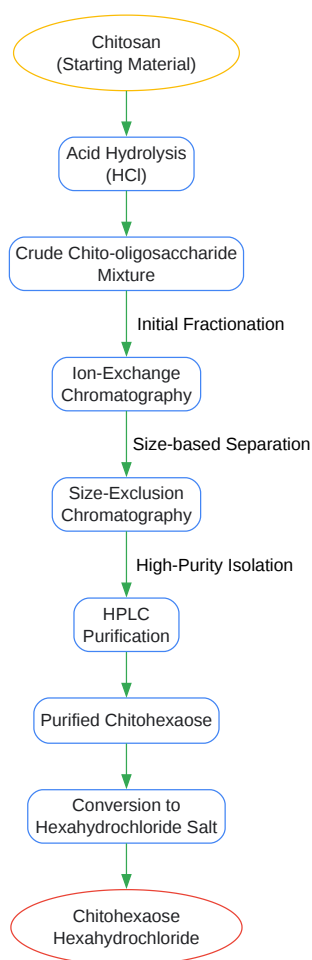 Chitosan
(Starting Material)
Acid Hydrolysis
(HCl)
Crude Chito-oligosaccharide
Mixture
Initial Fractionation
Ion-Exchange
Chromatography
Size-based Separation
Size-Exclusion
Chromatography
High-Purity Isolation
HPLC
Purification
Purified Chitohexaose
Conversion to
Hexahydrochloride Salt
Chitohexaose
Hexahydrochloride